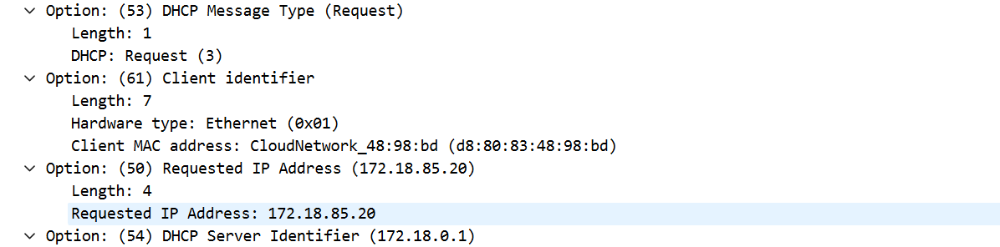 Option: (53) DHCP Message Type (Request)
Length: 1
DHCP: Request (3)
Option: (61) Client identifier
Length: 7
Hardware type: Ethernet (0x01)
Client MAC address: CloudNetwork_48:98:bd (d8:80:83:48:98:bd)
Option: (50) Requested IP Address (172.18.85.20)
Length: 4
Requested IP Address: 172.18.85.20
Option: (54) DHCP Server Identifier (172.18.0.1)